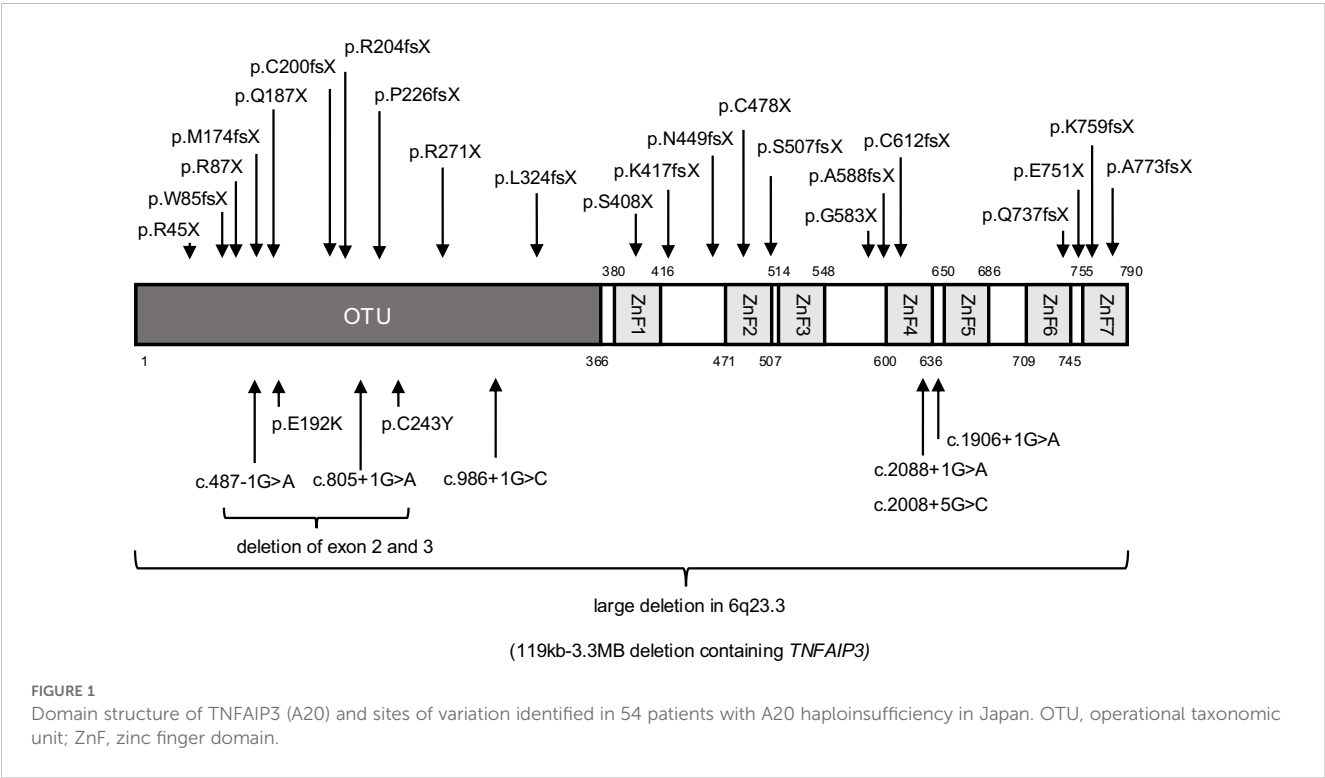 p.R204fsX
p.C200fsX
p.Q187X
p.P226fsX
p.C478X
p.M174fsX
p.N449fsX
p.S507fsX
p.C612fsX
p.K759fsX
p.R87X
p.R271X
p.K417fsX
p.A588fsX
p.E751X
p.A773fsX
p.W85fsX
p.L324fsX
p.S408X
p.G583X
p.Q737fsX
p.R45X
380 416 514 548 650 686 755 790
OTU ZnF1 ZnF2 ZnF3 ZnF4 ZnF5 ZnF6 ZnF7
1 366 471 507 600 636 709 745
p.E192K p.C243Y
c.1906+1G>A
c.487-1G>A c.805+1G>A c.986+1G>C c.2088+1G>A
c.2008+5G>C
deletion of exon 2 and 3
large deletion in 6q23.3
(119kb-3.3MB deletion containing TNFAIP3)
FIGURE 1
Domain structure of TNFAIP3 (A20) and sites of variation identified in 54 patients with A20 haploinsufficiency in Japan. OTU, operational taxonomic
unit; ZnF, zinc finger domain.